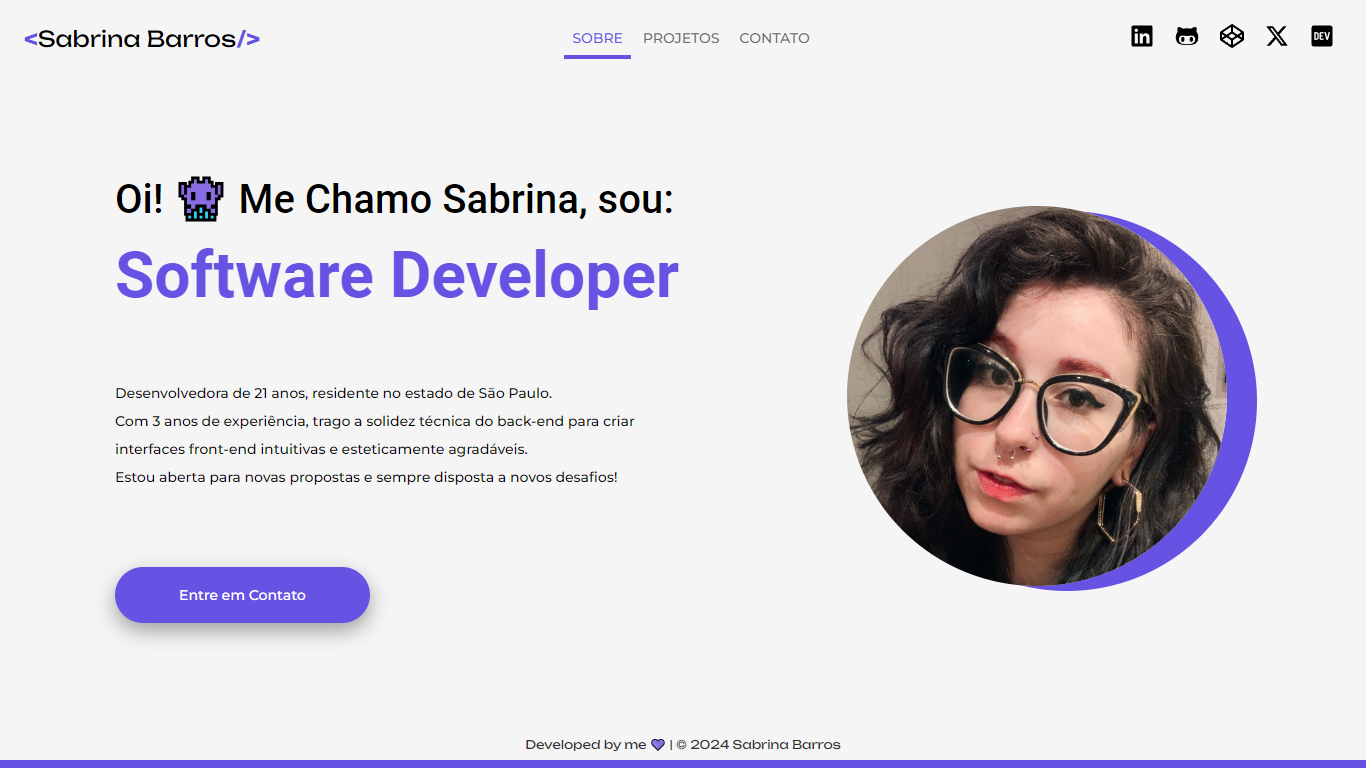 <Sabrina Barros/>
SOBRE PROJETOS CONTATO
in DEV
Oi! Me Chamo Sabrina, sou:
Software Developer
Desenvolvedora de 21 anos, residente no estado de São Paulo.
Com 3 anos de experiência, trago a solidez técnica do back-end para criar
interfaces front-end intuitivas e esteticamente agradáveis.
Estou aberta para novas propostas e sempre disposta a novos desafios!
Entre em Contato
Developed by me 💜 | © 2024 Sabrina Barros